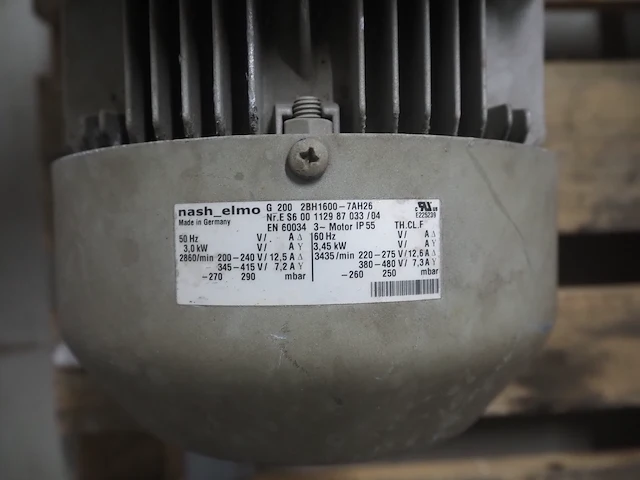 nash_elmo G 200 2BH1600-7AH26
Made in Germany Nr.E S6 00 1129 87 033 /04 E225239
EN 60034 3~ Motor IP 55 TH.CL.F
50 Hz V/ A Δ 60 Hz V/ A Δ
3,0 kW V/ A Y 3,45 kW V/ A Y
2860/min 200-240 V/ 12,5 A Δ 3435/min 220-275 V/ 12,6 A Δ
345-415 V/ 7,2 A Y 380-480 V/ 7,3 A Y
-270 290 mbar -260 250 mbar